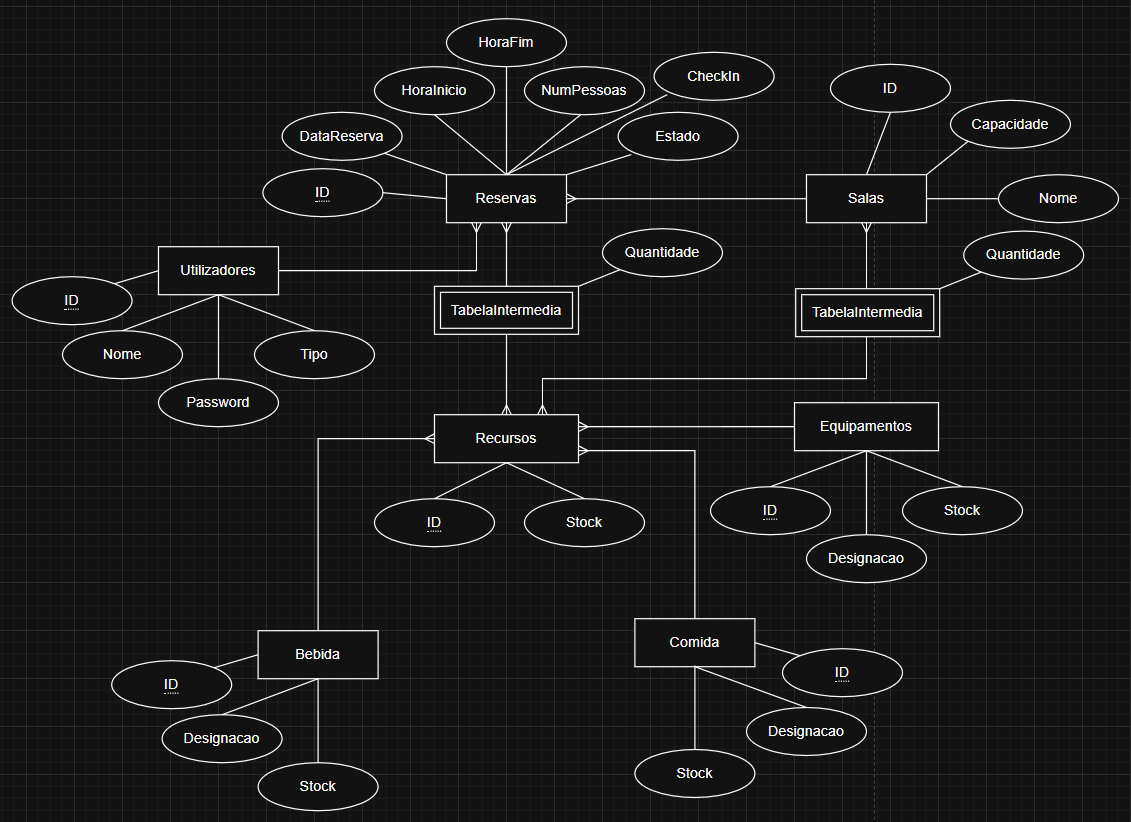 HoraFim
CheckIn
HoraInicio
NumPessoas
ID
Capacidade
DataReserva
Estado
ID
Reservas
Salas
Nome
Quantidade
Quantidade
Utilizadores
ID
TabelaIntermedia
TabelaIntermedia
Nome
Tipo
Password
Recursos
Equipamentos
ID
Stock
ID
Stock
Designacao
Bebida
Comida
ID
ID
Designacao
Designacao
Stock
Stock